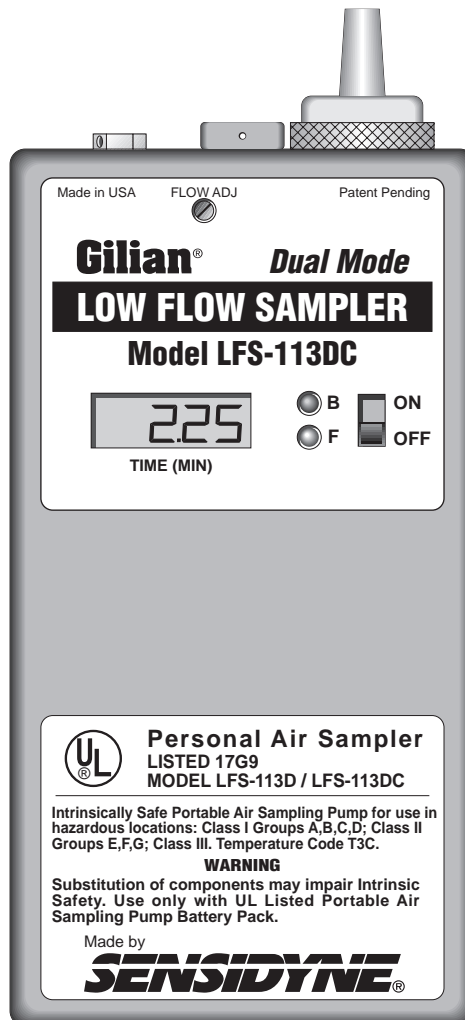 Made in USA FLOW ADJ Patent Pending
Gilian® Dual Mode
LOW FLOW SAMPLER
Model LFS-113DC
2.25
B ON
F OFF
TIME (MIN)
UL® Personal Air Sampler
LISTED 17G9
MODEL LFS-113D / LFS-113DC
Intrinsically Safe Portable Air Sampling Pump for use in
hazardous locations: Class I Groups A,B,C,D; Class II
Groups E,F,G; Class III. Temperature Code T3C.
WARNING
Substitution of components may impair Intrinsic
Safety. Use only with UL Listed Portable Air
Sampling Pump Battery Pack.
Made by
SENSIDYNE®